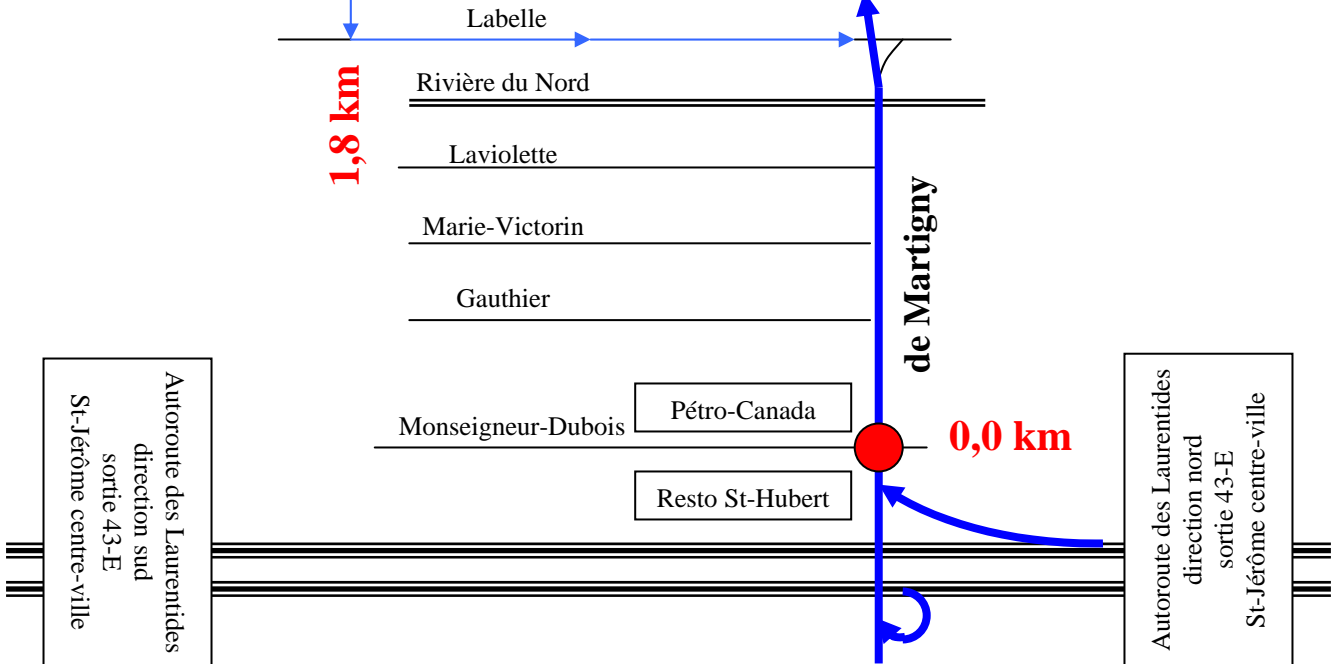 Labelle
Rivière du Nord
1,8 km
Laviolette
Marie-Victorin
de Martigny
Gauthier
Pétro-Canada
Monseigneur-Dubois
0,0 km
Resto St-Hubert
Autoroute des Laurentides
direction sud
sortie 43-E
St-Jérôme centre-ville
Autoroute des Laurentides
direction nord
sortie 43-E
St-Jérôme centre-ville